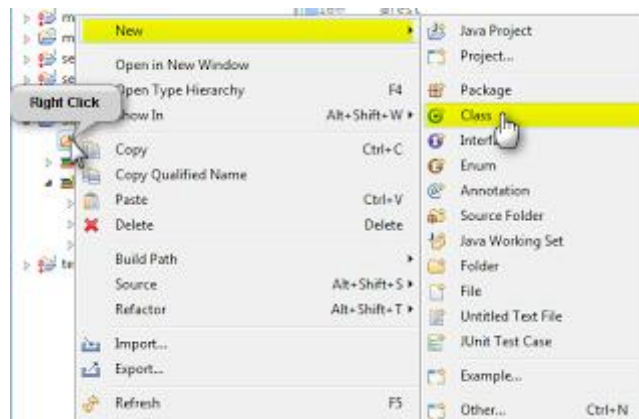 New
Open in New Window
Open Type Hierarchy F4
Show In Alt+Shift+W
Copy Ctrl+C
Copy Qualified Name
Paste Ctrl+V
Delete Delete
Build Path
Source Alt+Shift+S
Refactor Alt+Shift+T
Import...
Export...
Refresh F5
Right Click
Java Project
Project...
Package
Class
Enum
Annotation
Source Folder
Java Working Set
Folder
File
Untitled Text File
JUnit Test Case
Example...
Other... Ctrl+N